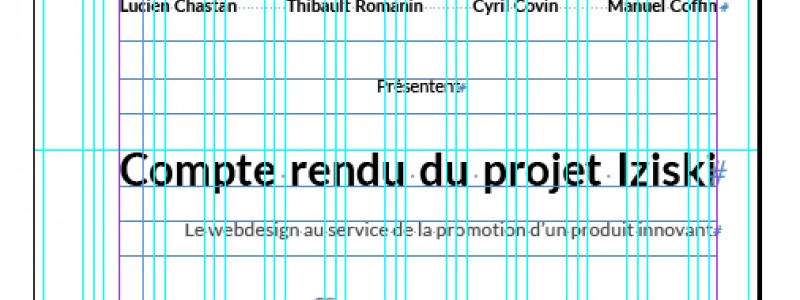 Lucien Chastan Thibault Romanin Cyril Covin Manuel Coffin
Présentent
Compte rendu du projet Iziski
Le webdesign au service de la promotion d'un produit innovant